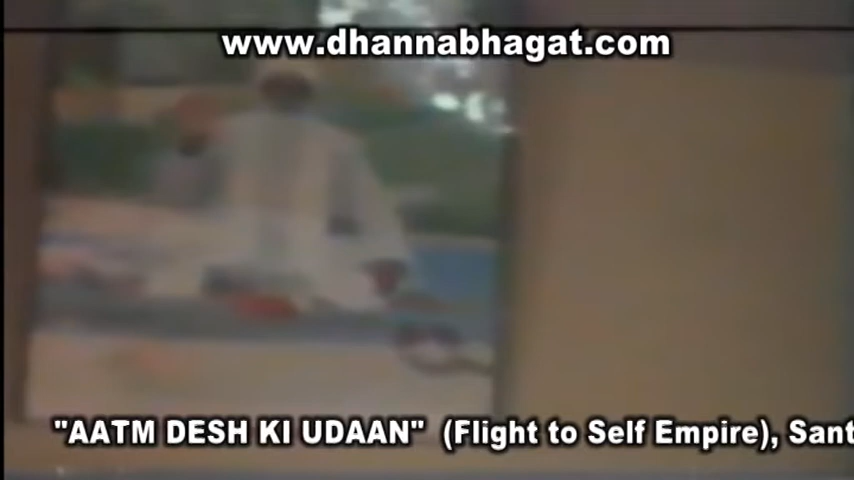 www.dhannabhagat.com
"AATM DESH KI UDAAN" (Flight to Self Empire), Sant